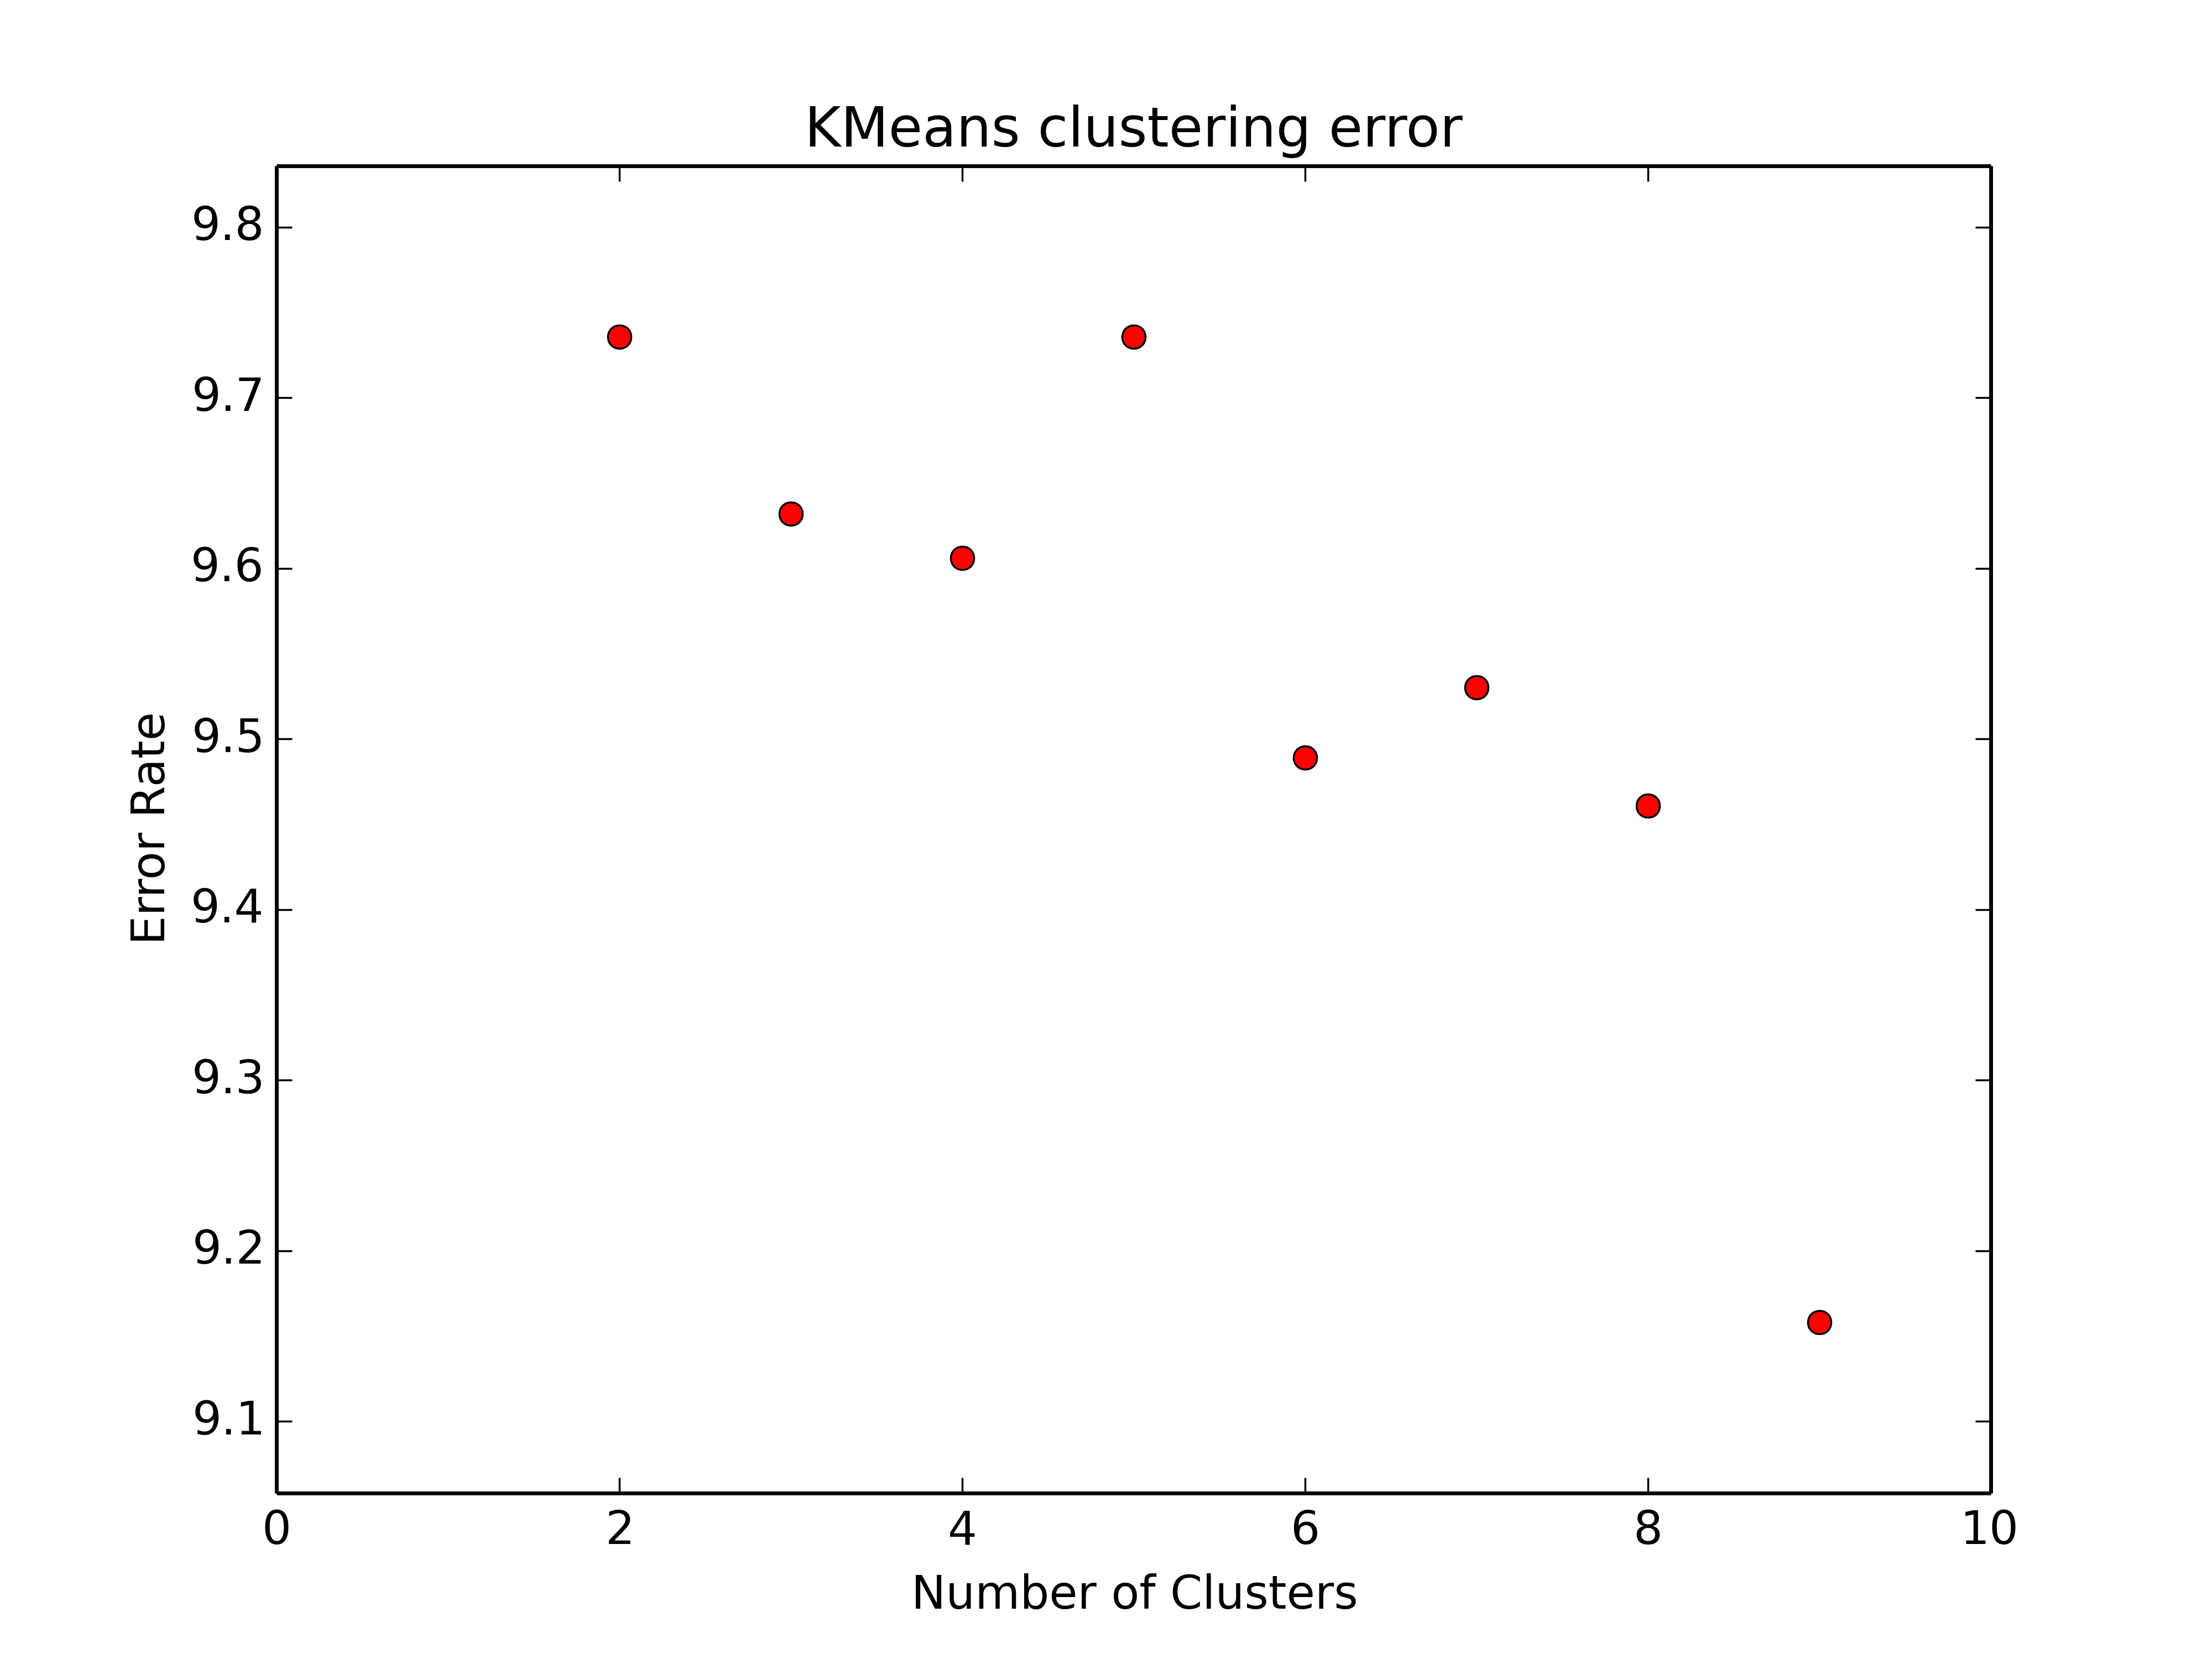 KMeans clustering error
9.8
9.7
9.6
9.5
9.4
9.3
9.2
9.1
Error Rate
0 2 4 6 8 10
Number of Clusters